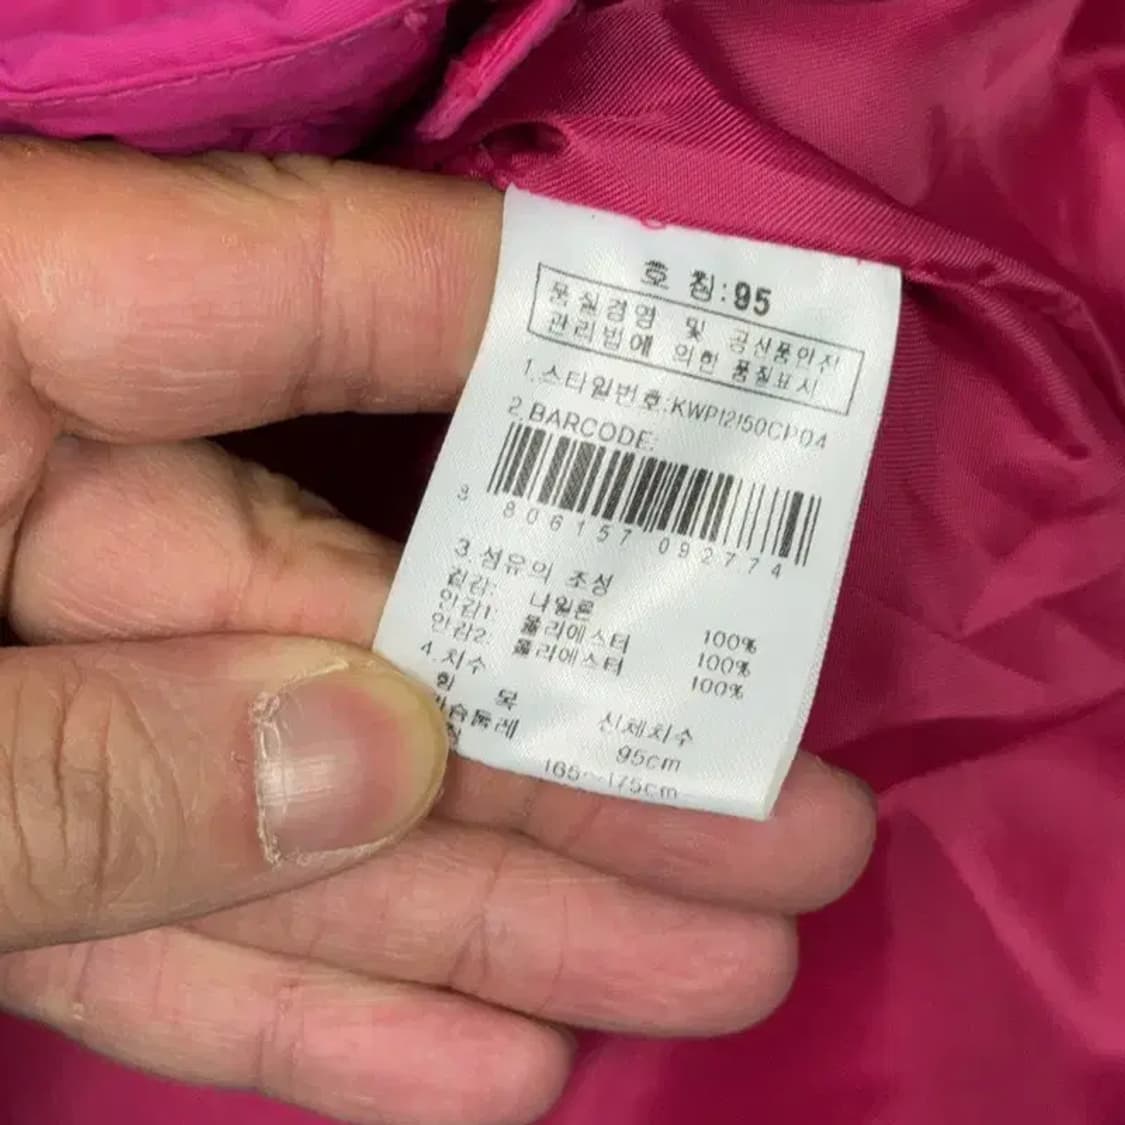 호 칭:95
품질경영 및 공산품안전
관리법에 의한 품질표시
1.스타일번호:KWP12150CP04
2.BARCODE:
8 806157 092774
3.섬유의 조성
겉감: 나일론 100%
안감1: 폴리에스터 100%
안감2: 폴리에스터 100%
4.치수
항 목 신체치수
가슴둘레 95cm
165~175cm